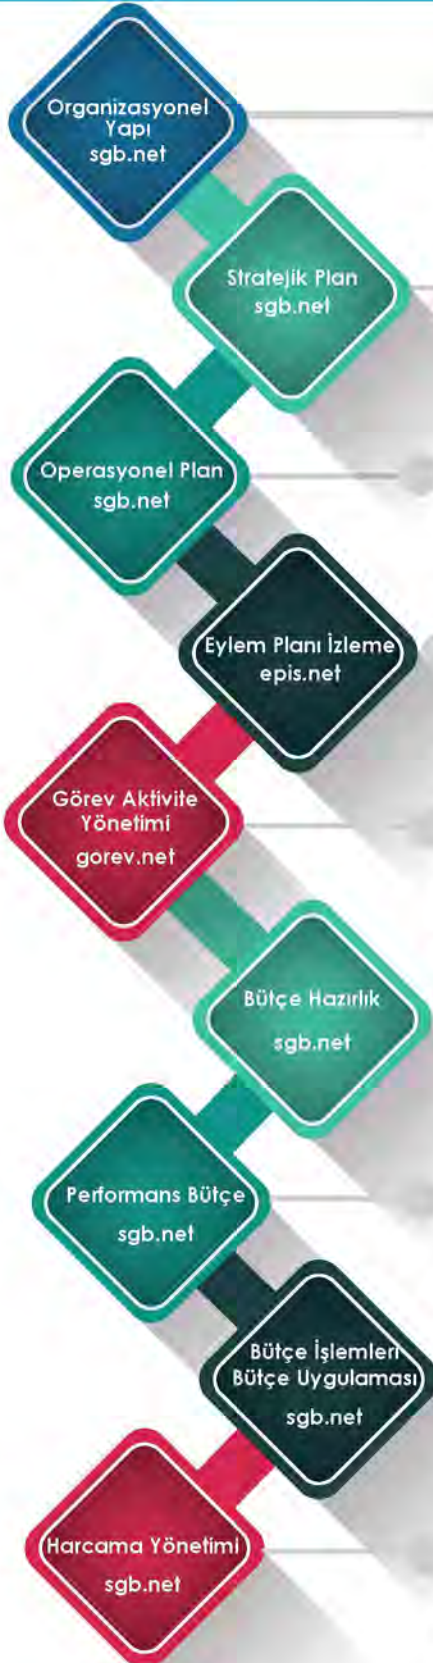 Organizasyonel
Yapı
sgb.net
Stratejik Plan
sgb.net
Operasyonel Plan
sgb.net
Eylem Planı İzleme
epis.net
Görev Aktivite
Yönetimi
gorev.net
Bütçe Hazırlık
sgb.net
Performans Bütçe
sgb.net
Bütçe İşlemleri
Bütçe Uygulaması
sgb.net
Harcama Yönetimi
sgb.net